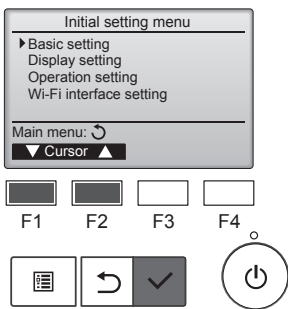 Initial setting menu
Basic setting
Display setting
Operation setting
Wi-Fi interface setting
Main menu:
Cursor
F1 F2 F3 F4